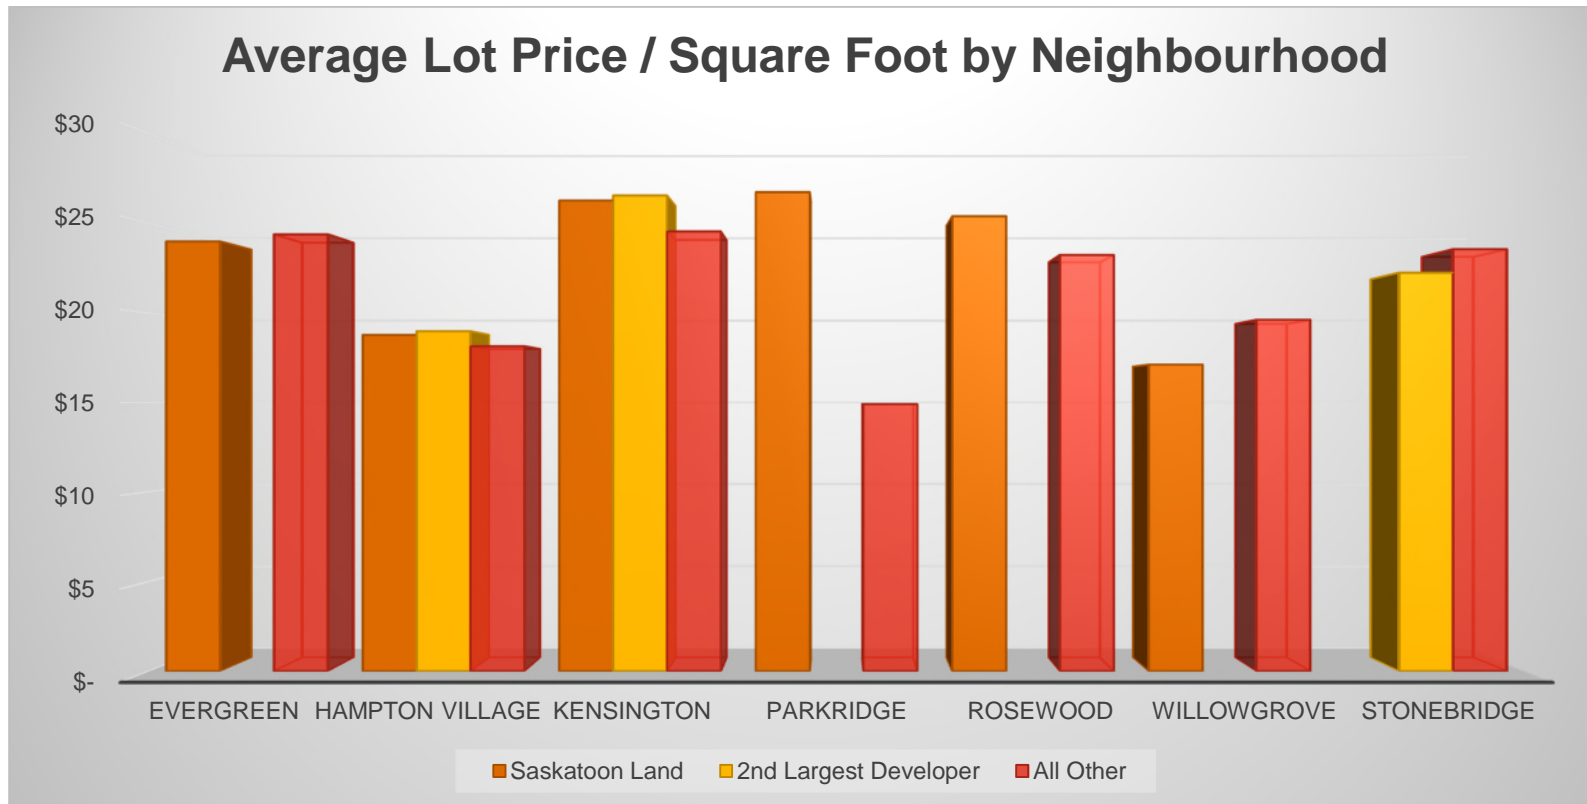 Average Lot Price / Square Foot by Neighbourhood
$30
$25
$20
$15
$10
$5
$-
EVERGREEN HAMPTON VILLAGE KENSINGTON PARKRIDGE ROSEWOOD WILLOWGROVE STONEBRIDGE
Saskatoon Land 2nd Largest Developer All Other